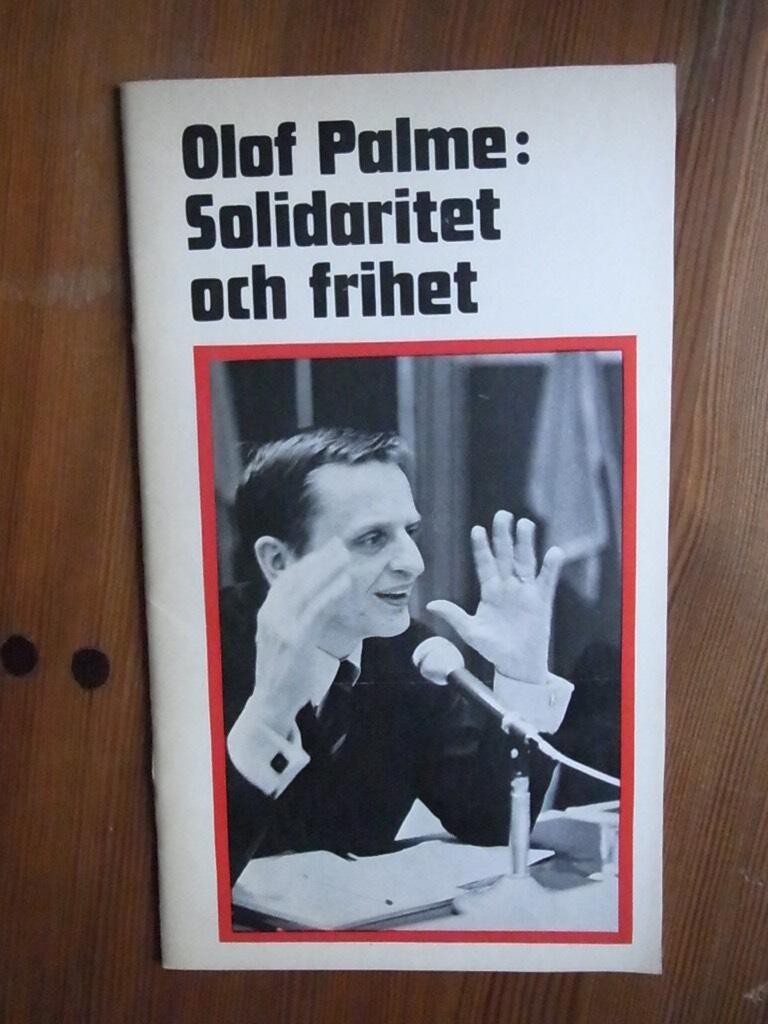 Olof Palme:
Solidaritet
och frihet